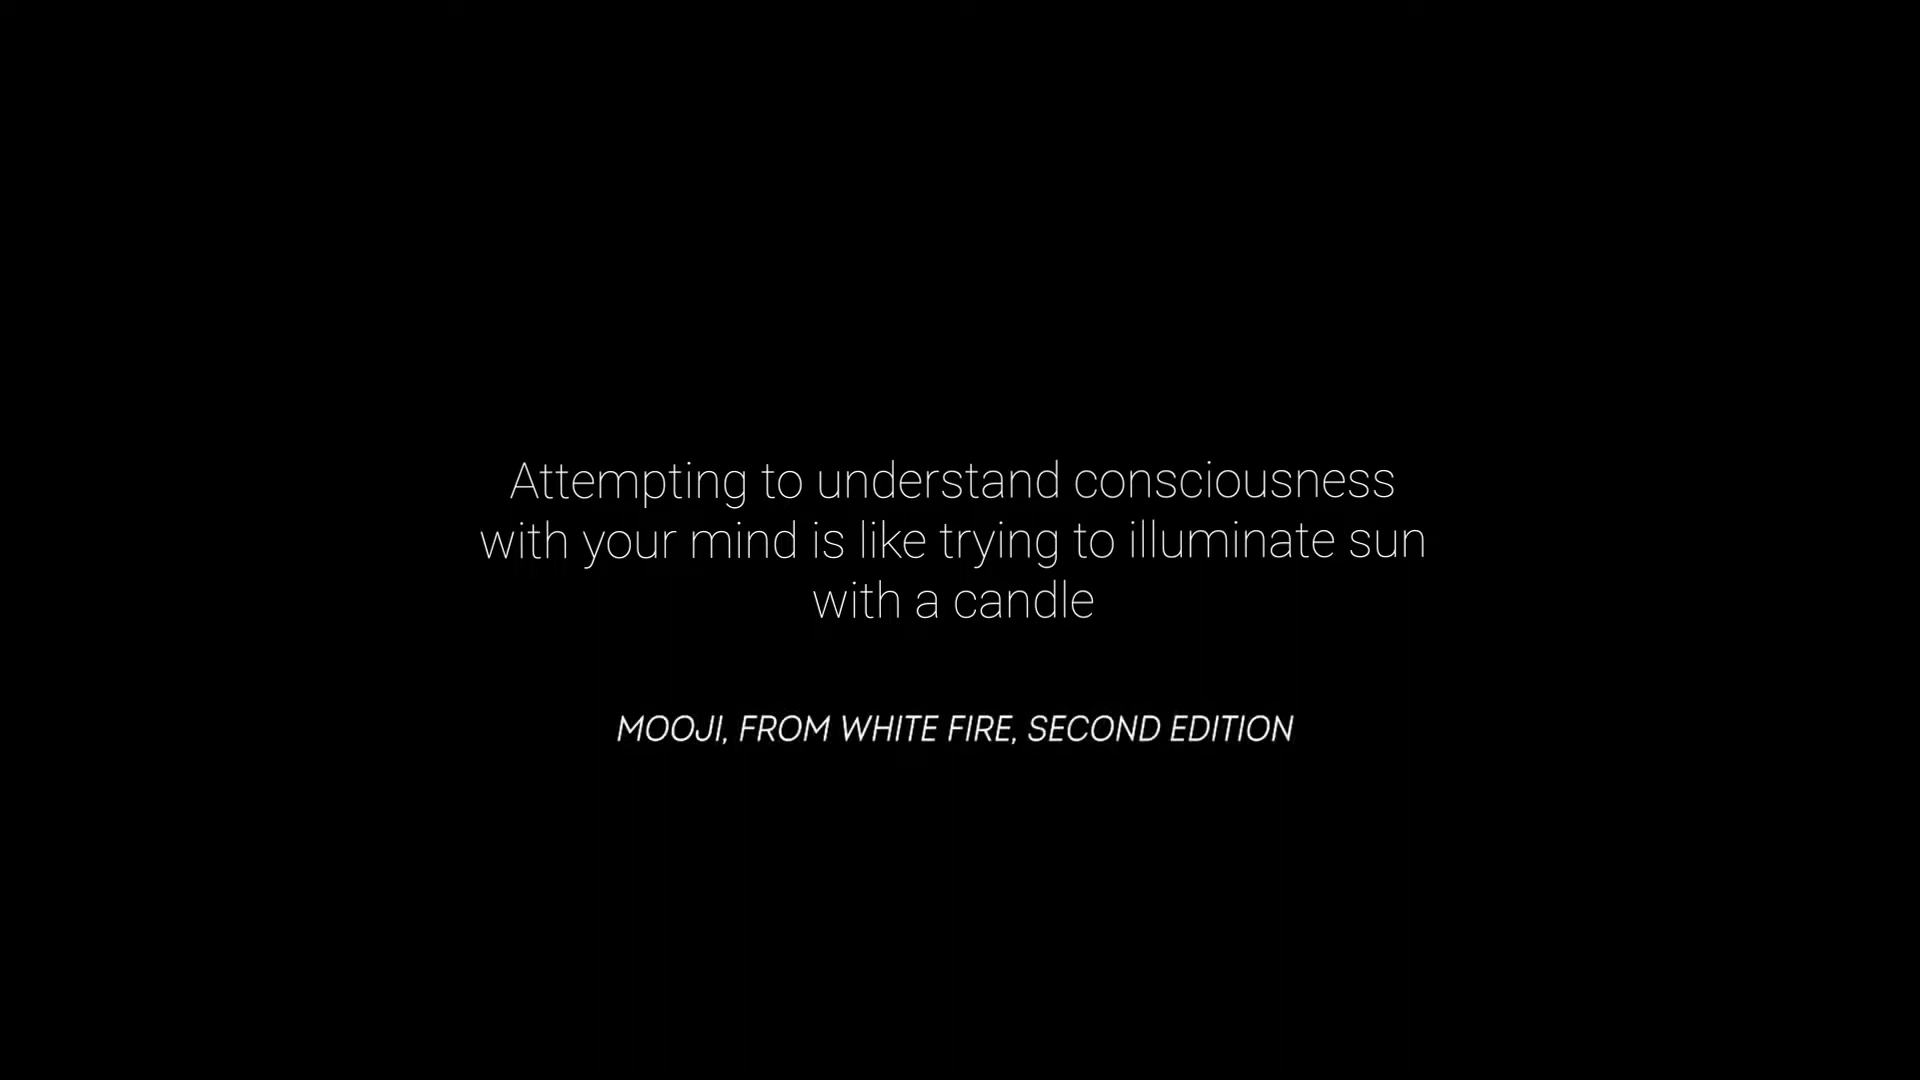 Attempting to understand consciousness
with your mind is like trying to illuminate sun
with a candle
MOOJI, FROM WHITE FIRE, SECOND EDITION